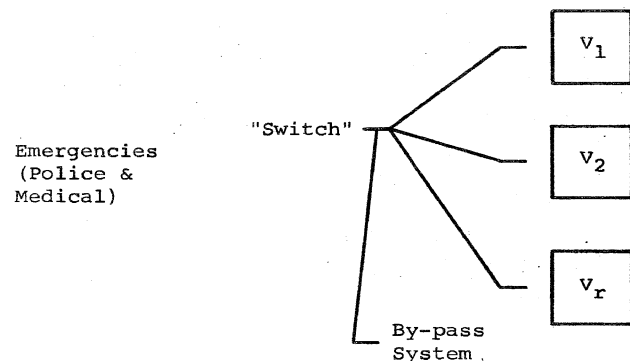 V1
"Switch"
Emergencies
(Police &
Medical)
V2
Vr
By-pass
System